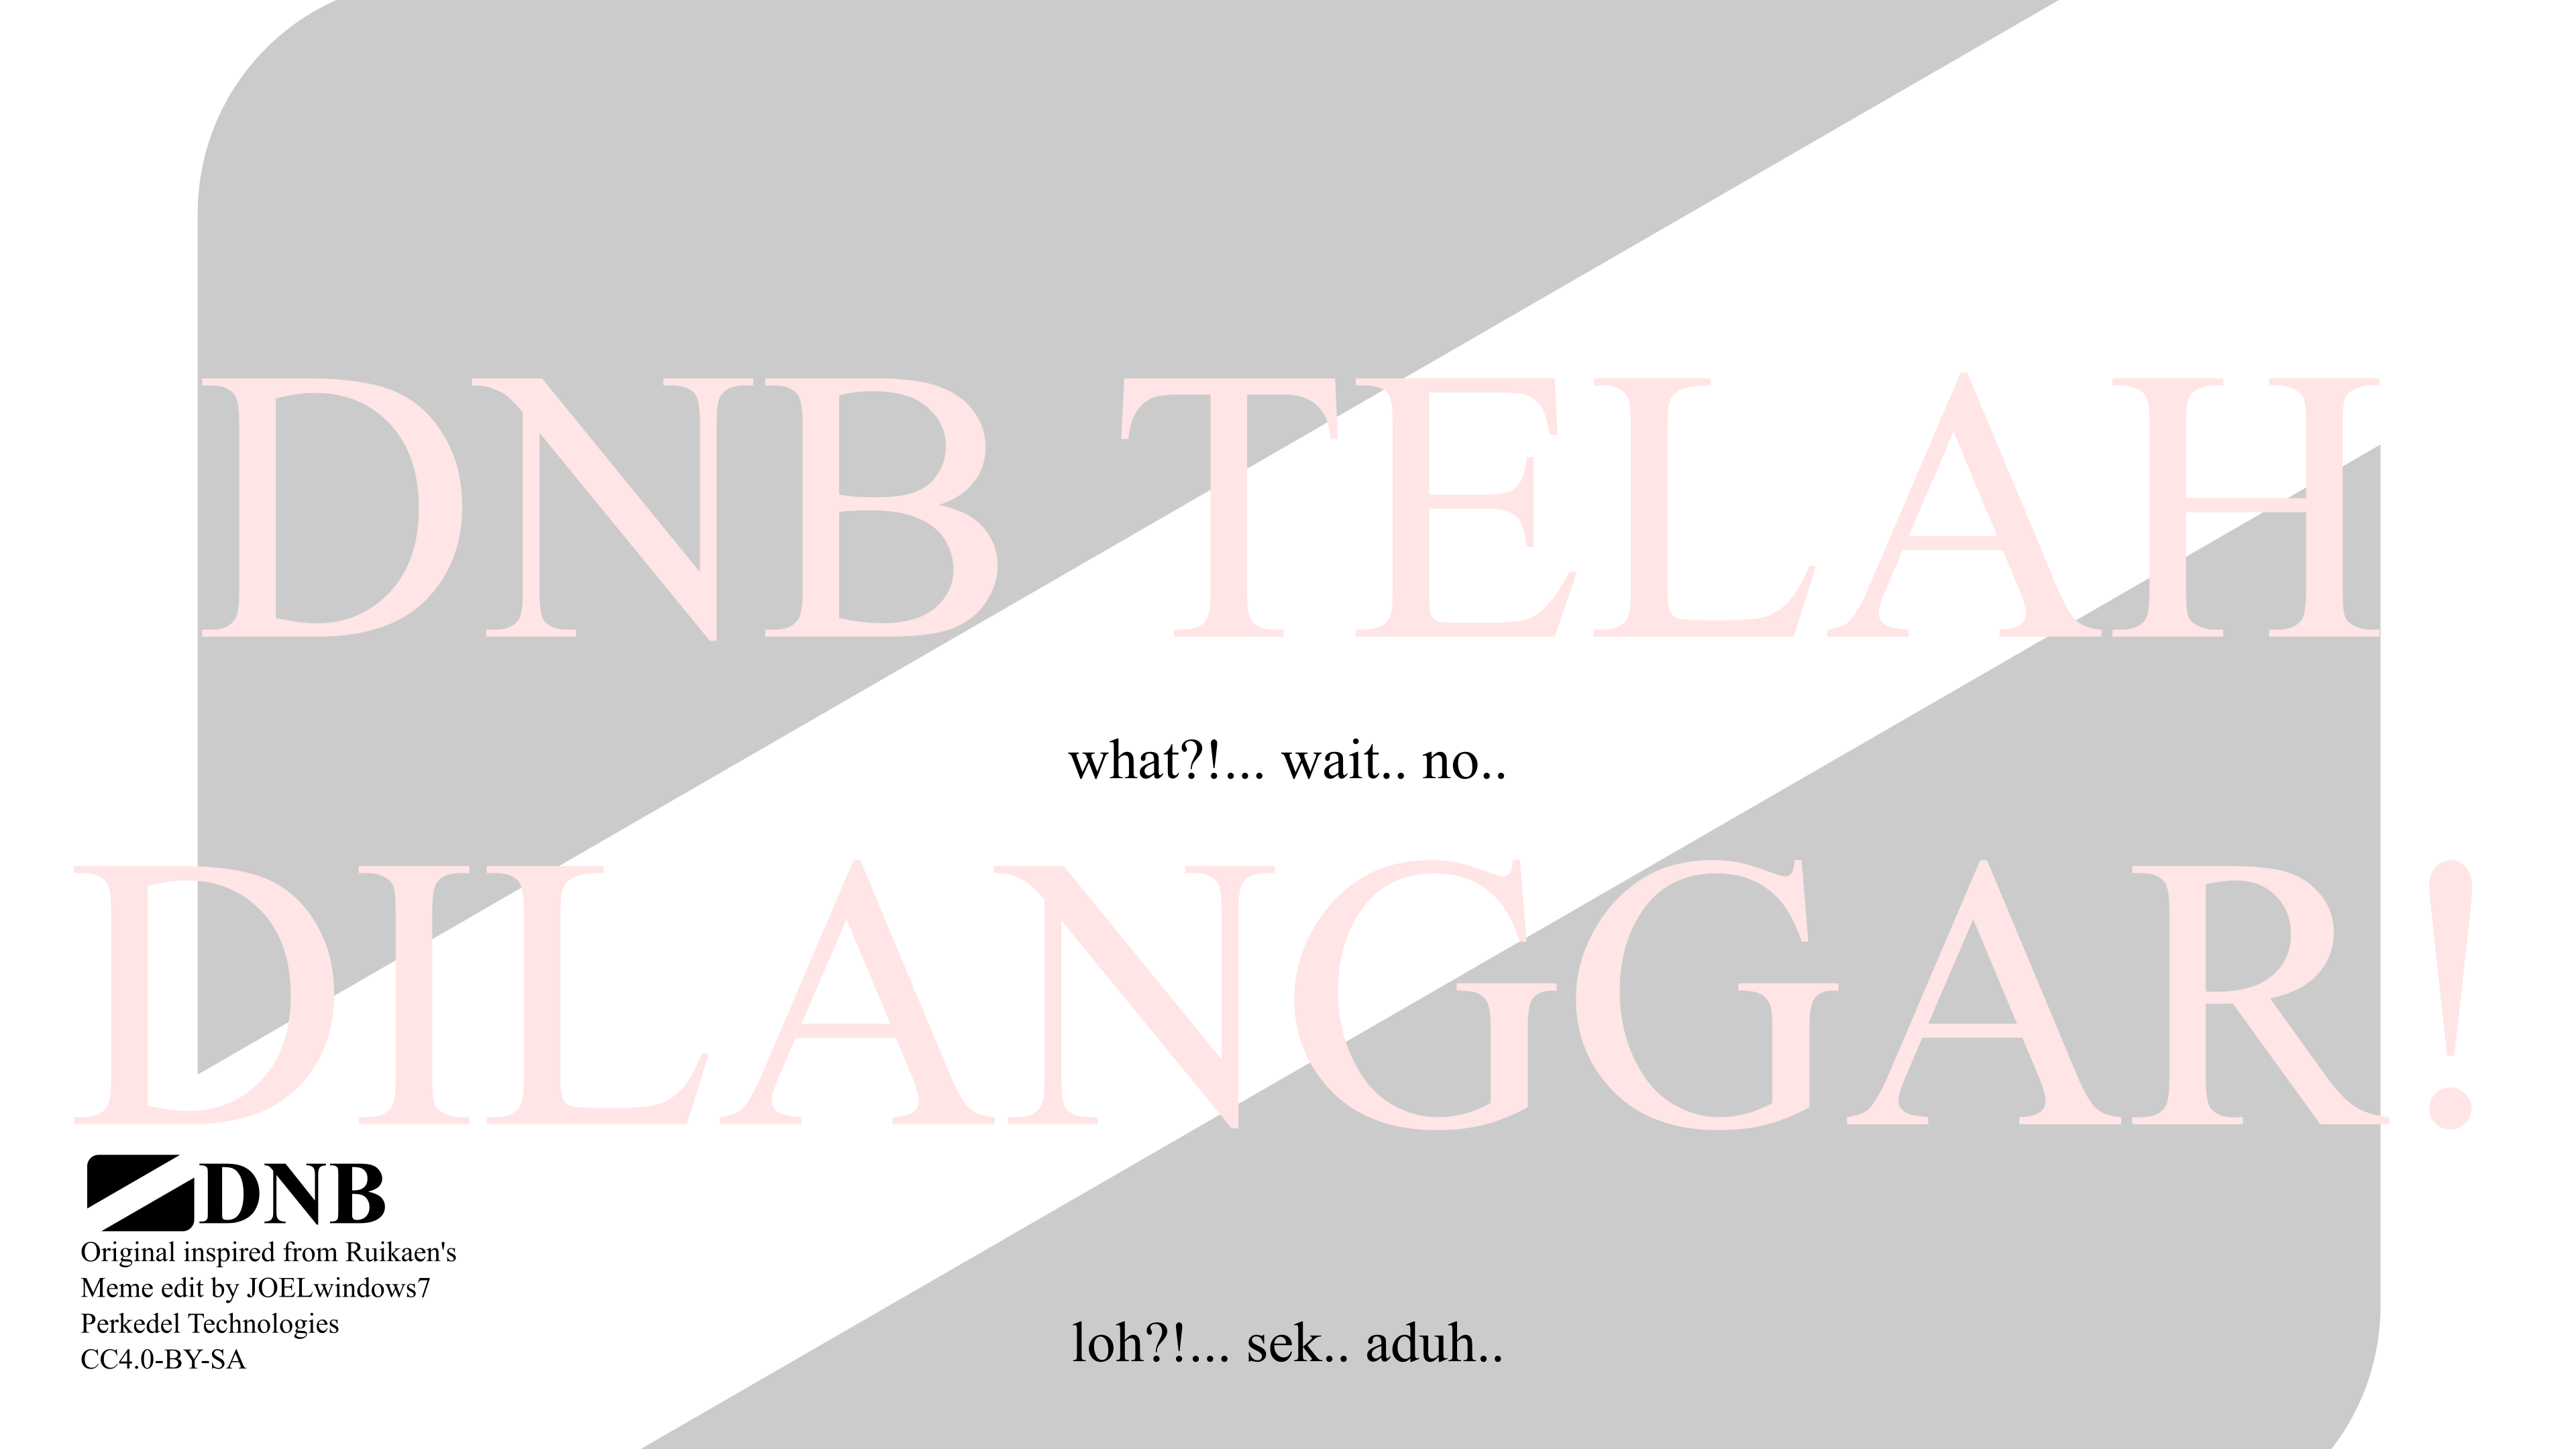 DNB TELAH
what?!... wait.. no..
DILANGGAR!
DNB
Original inspired from Ruikaen's
Meme edit by JOELwindows7
Perkedel Technologies
CC4.0-BY-SA
loh?!... sek.. aduh..